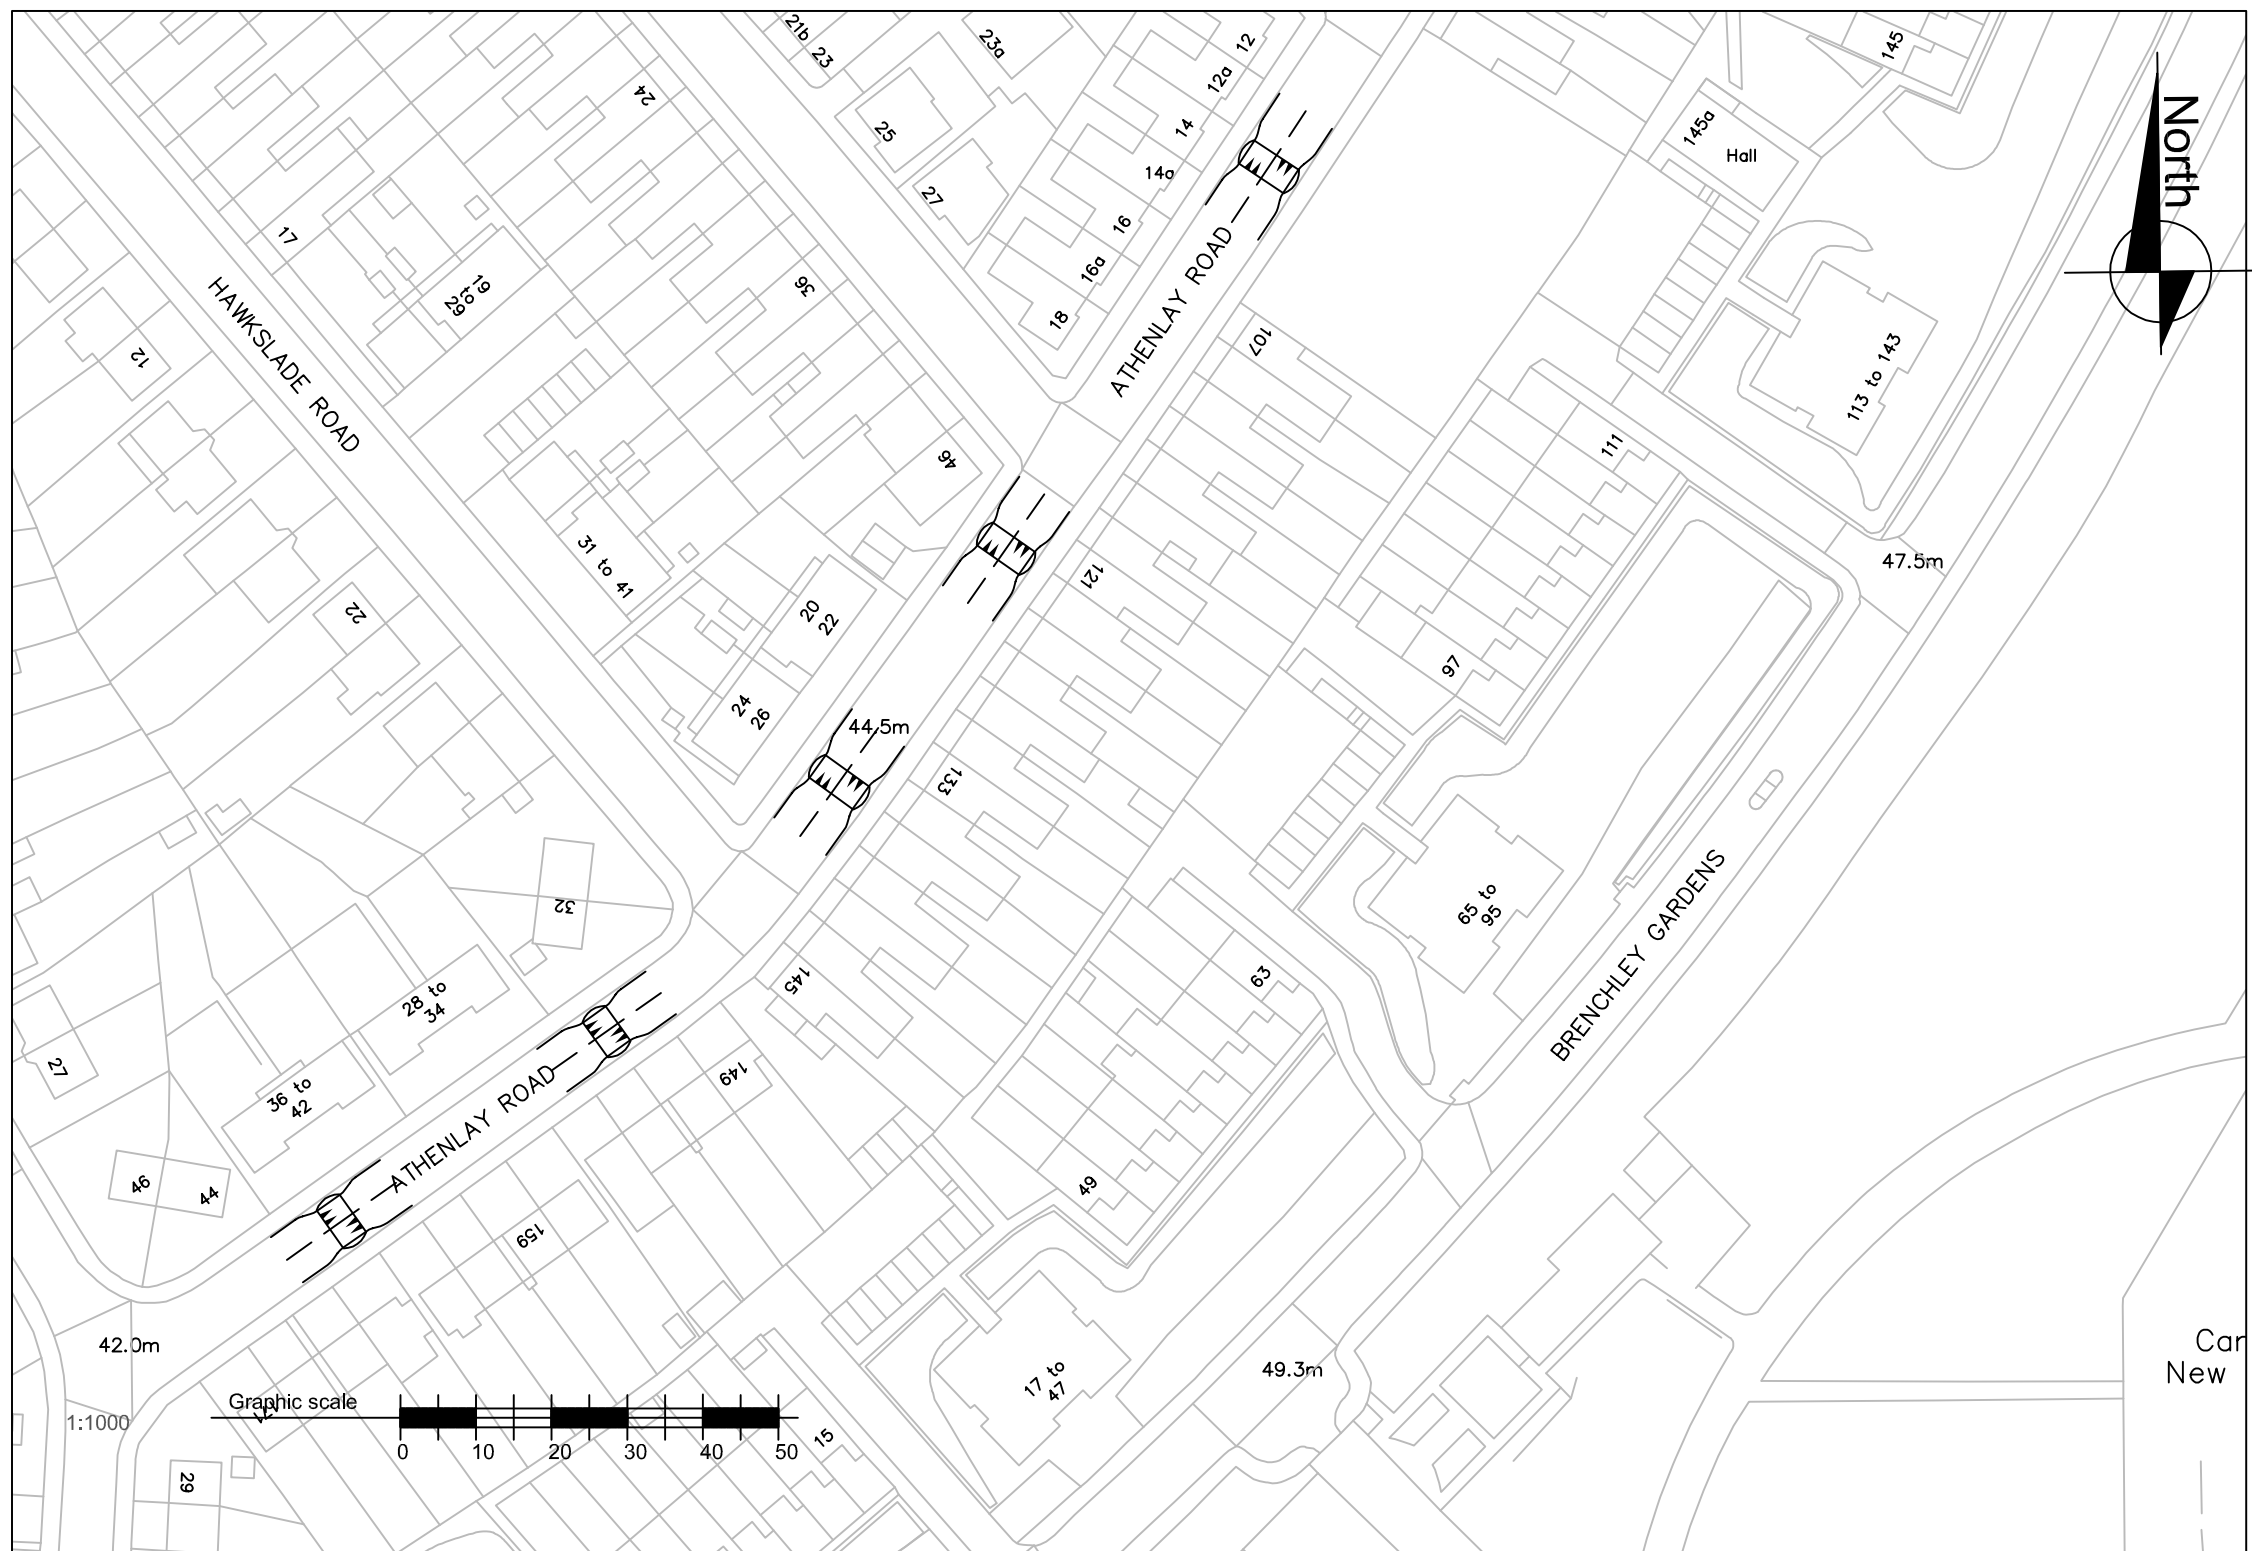 21b
23
23a
12
12a
14
14a
16
16a
18
25
27
24
145
145a
Hall
North
17
19
to
29
36
HAWKSLADE ROAD
ATHENLAY ROAD
12
107
113 to 143
46
111
31 to 41
22
20
22
121
47.5m
97
24
26
44.5m
133
32
65 to
95
BRENCHLEY GARDENS
145
63
28 to
34
27
36 to
42
149
ATHENLAY ROAD
46
44
49
159
42.0m
17 to
47
49.3m
Car
New
Graphic scale
171
1:1000
0 10 20 30 40 50
15
29